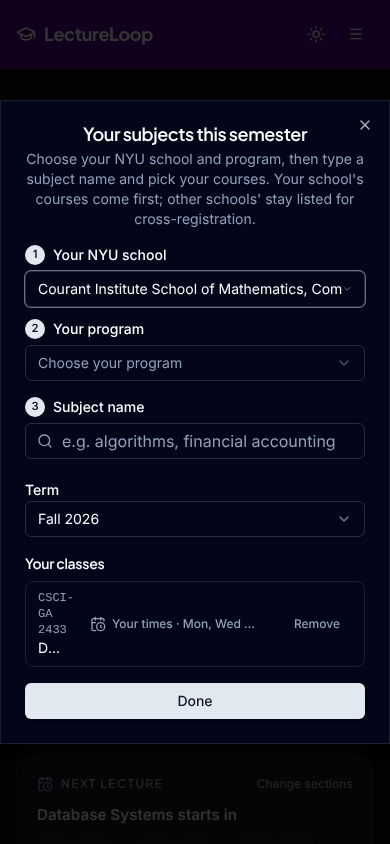 LectureLoop
Your subjects this semester
Choose your NYU school and program, then type a
subject name and pick your courses. Your school's
courses come first; other schools' stay listed for
cross-registration.
1 Your NYU school
Courant Institute School of Mathematics, Com
2 Your program
Choose your program
3 Subject name
e.g. algorithms, financial accounting
Term
Fall 2026
Your classes
CSCI-
GA
2433
D...
Your times · Mon, Wed ...
Remove
Done
NEXT LECTURE
Change sections
Database Systems starts in